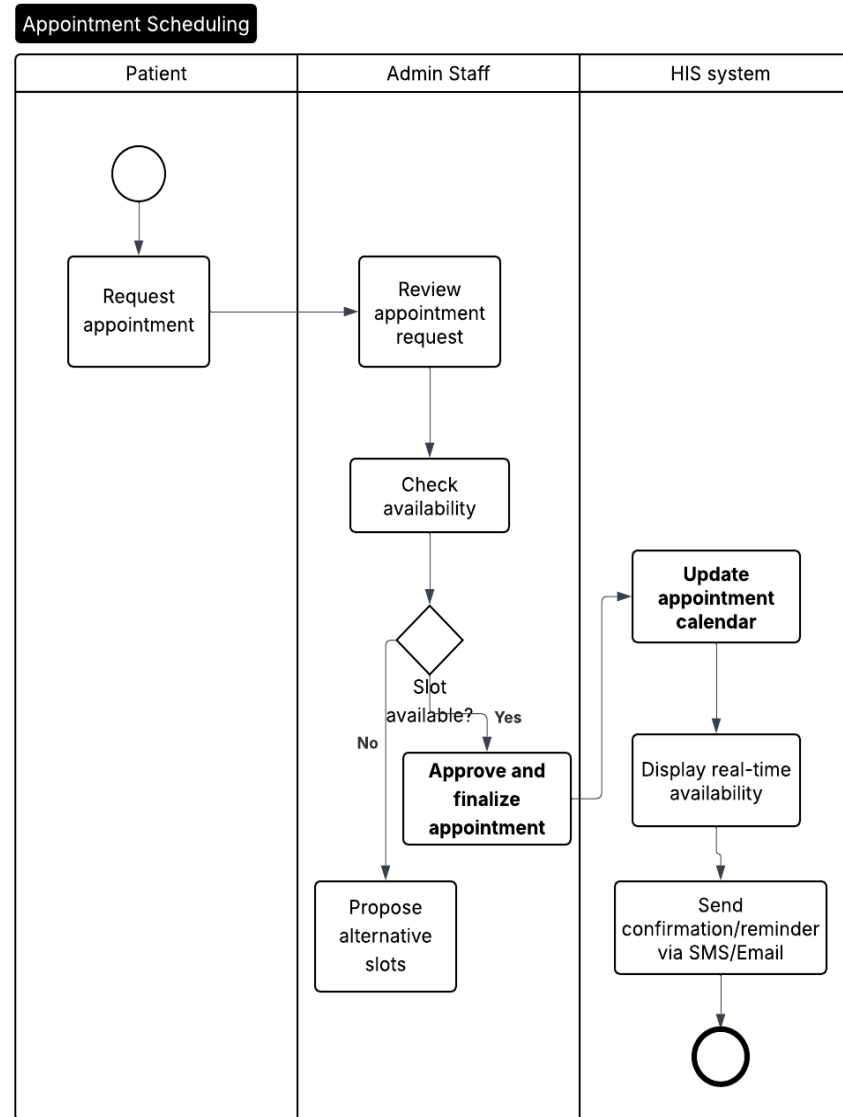 Appointment Scheduling
Patient
Admin Staff
HIS system
Request
appointment
Review
appointment
request
Check
availability
Slot
available?
Yes
No
Update
appointment
calendar
Approve and
finalize
appointment
Display real-time
availability
Propose
alternative
slots
Send
confirmation/reminder
via SMS/Email